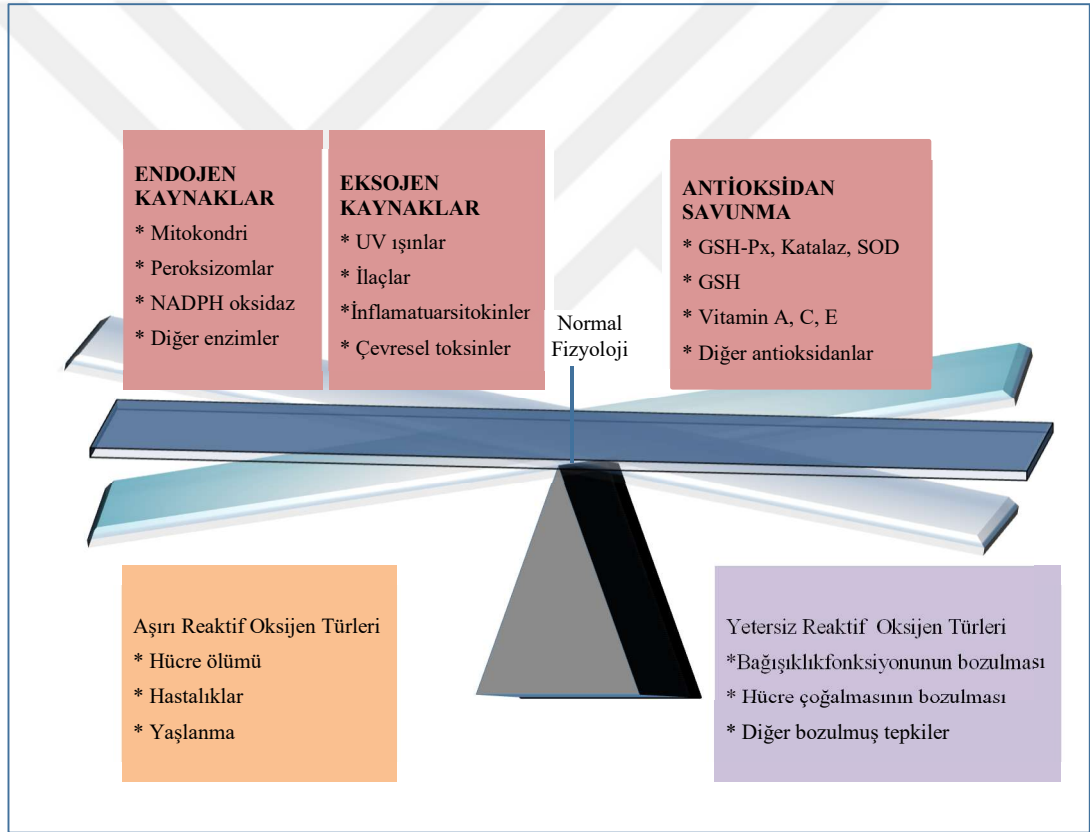 ENDOJEN
KAYNAKLAR
* Mitokondri
* Peroksizomlar
* NADPH oksidaz
* Diğer enzimler
EKSOJEN
KAYNAKLAR
* UV ışınlar
* İlaçlar
*İnflamatuarsitokinler
* Çevresel toksinler
Normal
Fizyoloji
ANTİOKSİDAN
SAVUNMA
* GSH-Px, Katalaz, SOD
* GSH
* Vitamin A, C, E
* Diğer antioksidanlar
Aşırı Reaktif Oksijen Türleri
* Hücre ölümü
* Hastalıklar
* Yaşlanma
Yetersiz Reaktif Oksijen Türleri
*Bağışıklıkfonksiyonunun bozulması
* Hücre çoğalmasının bozulması
* Diğer bozulmuş tepkiler